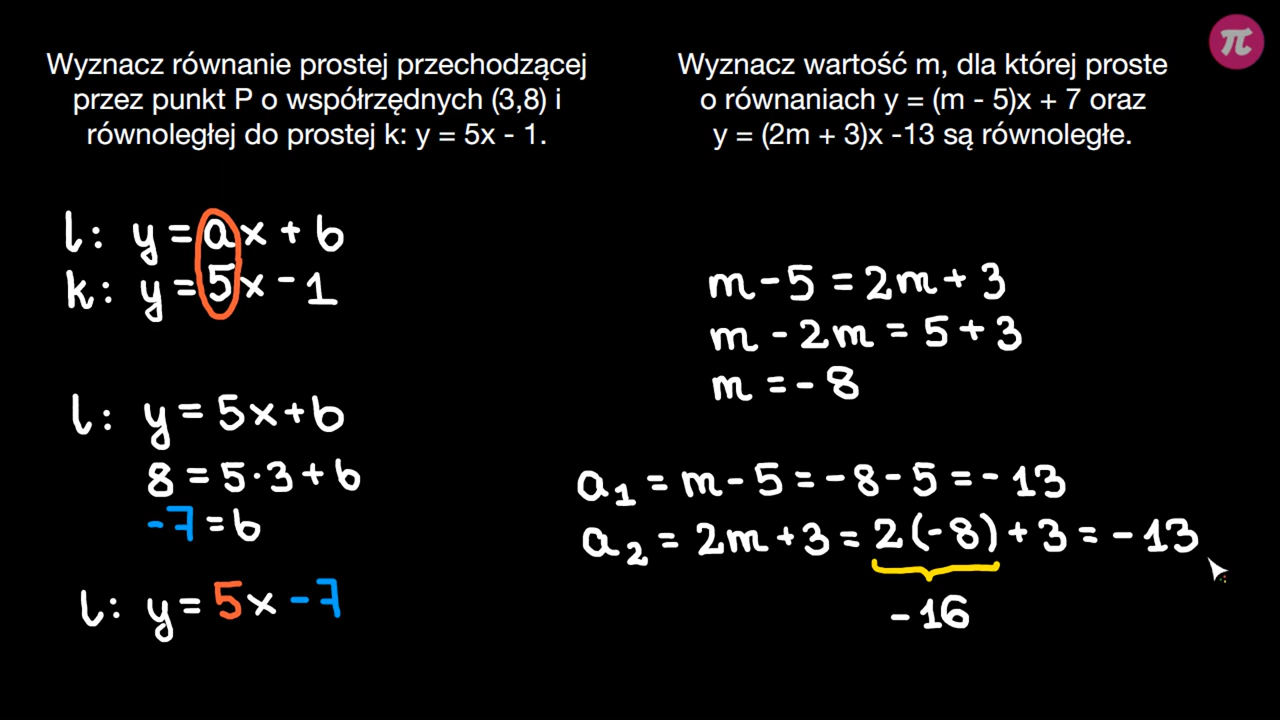 π
Wyznacz równanie prostej przechodzącej
przez punkt P o współrzędnych (3,8) i
równoległej do prostej k: y = 5x - 1.
l: y = ax + b
k: y = 5x - 1
l: y = 5x + b
8 = 5·3 + b
-7 = b
l: y = 5x - 7
Wyznacz wartość m, dla której proste
o równaniach y = (m - 5)x + 7 oraz
y = (2m + 3)x -13 są równoległe.
m - 5 = 2m + 3
m - 2m = 5 + 3
m = - 8
a₁ = m - 5 = - 8 - 5 = - 13
a₂ = 2m + 3 = 2(-8) + 3 = - 13
- 16